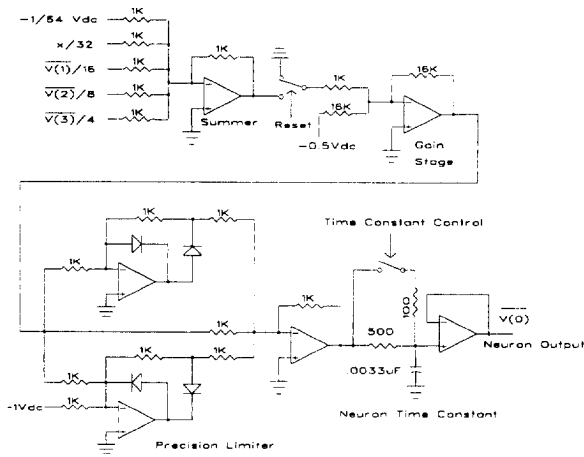 -1/64 Vdc
1K
x/32
1K
V(1)/16
1K
V(2)/8
1K
V(3)/4
1K
1K
Summer
Reset
1K
16K
-0.5Vdc
16K
Gain
Stage
1K
1K
1K
1K
1K
1K
1K
1K
-1Vdc
1K
Precision Limiter
1K
Time Constant Control
100
500
.0033uF
Neuron Time Constant
V(0)
Neuron Output